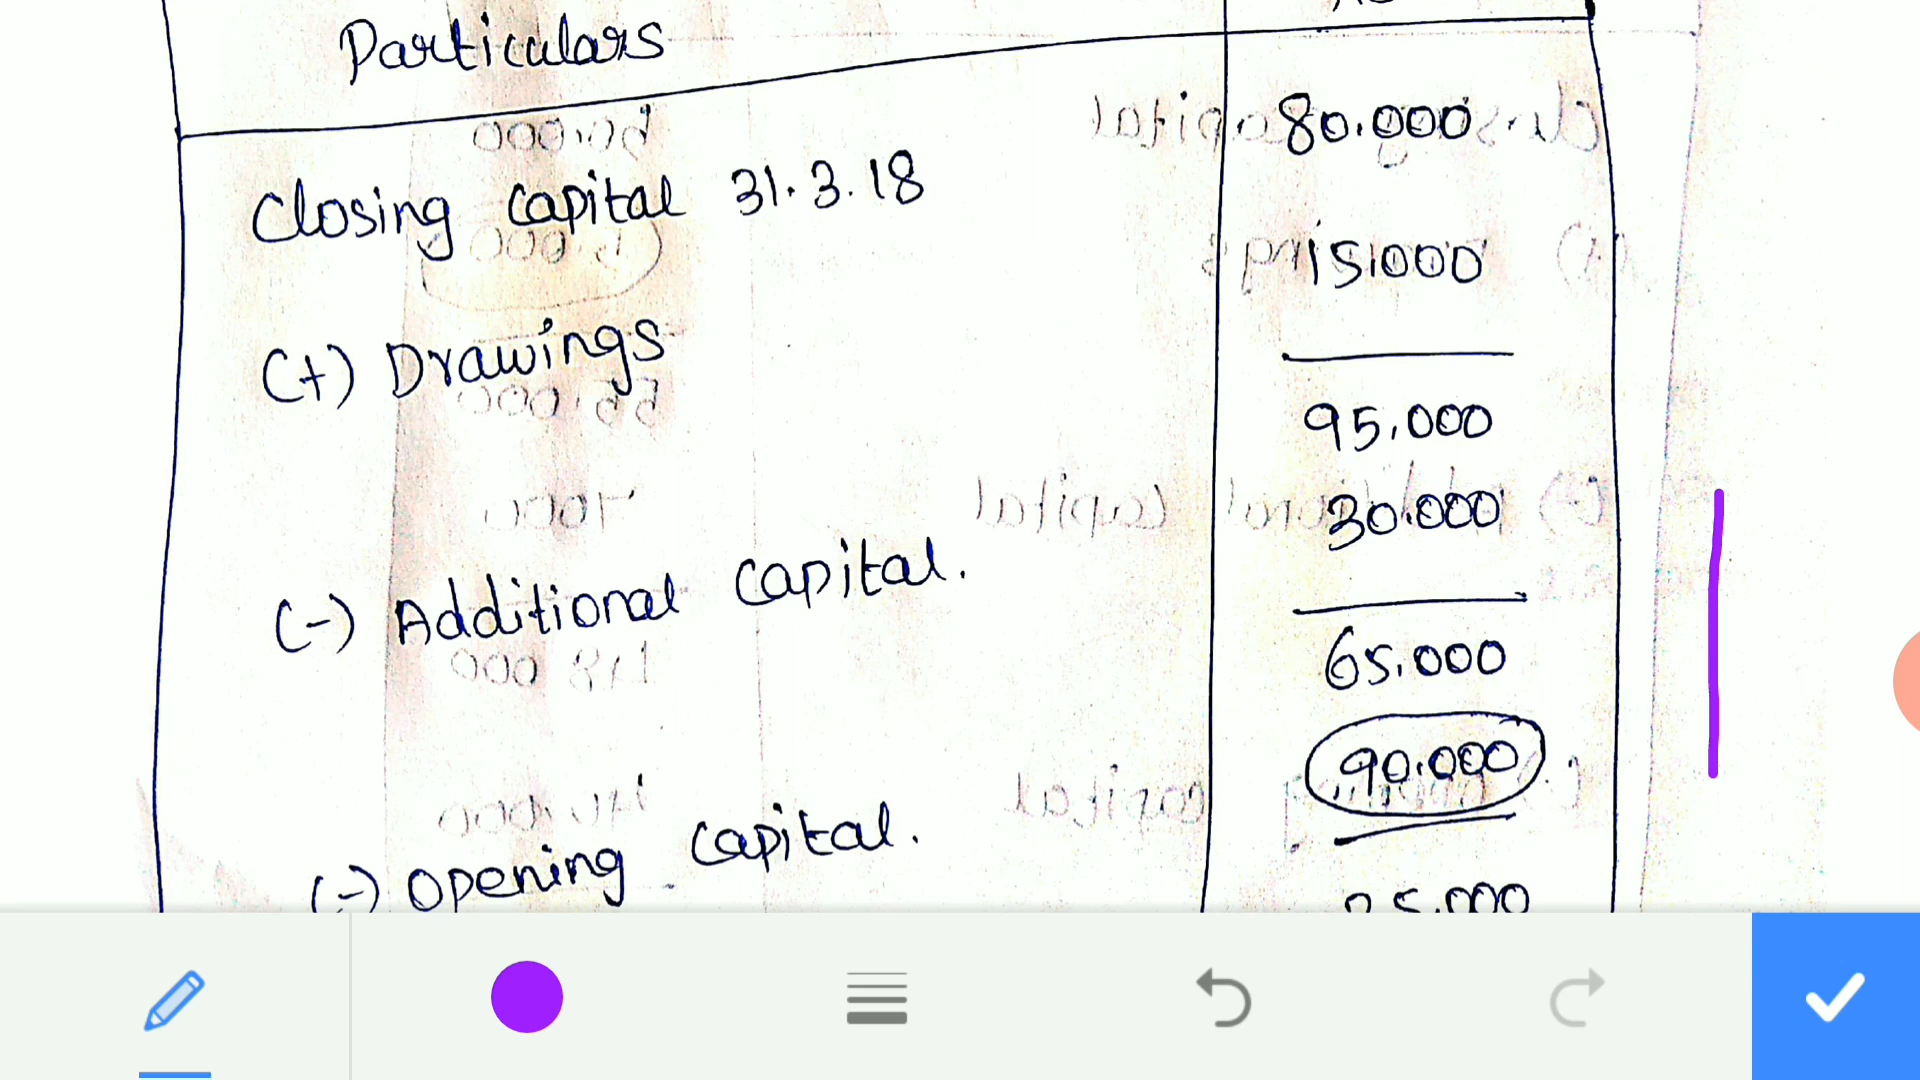 Particulars
80.000
Closing Capital 31.3.18
15.000
(+) Drawings
95.000
30.000
(-) Additional Capital.
65.000
90.000
(-) Opening Capital.